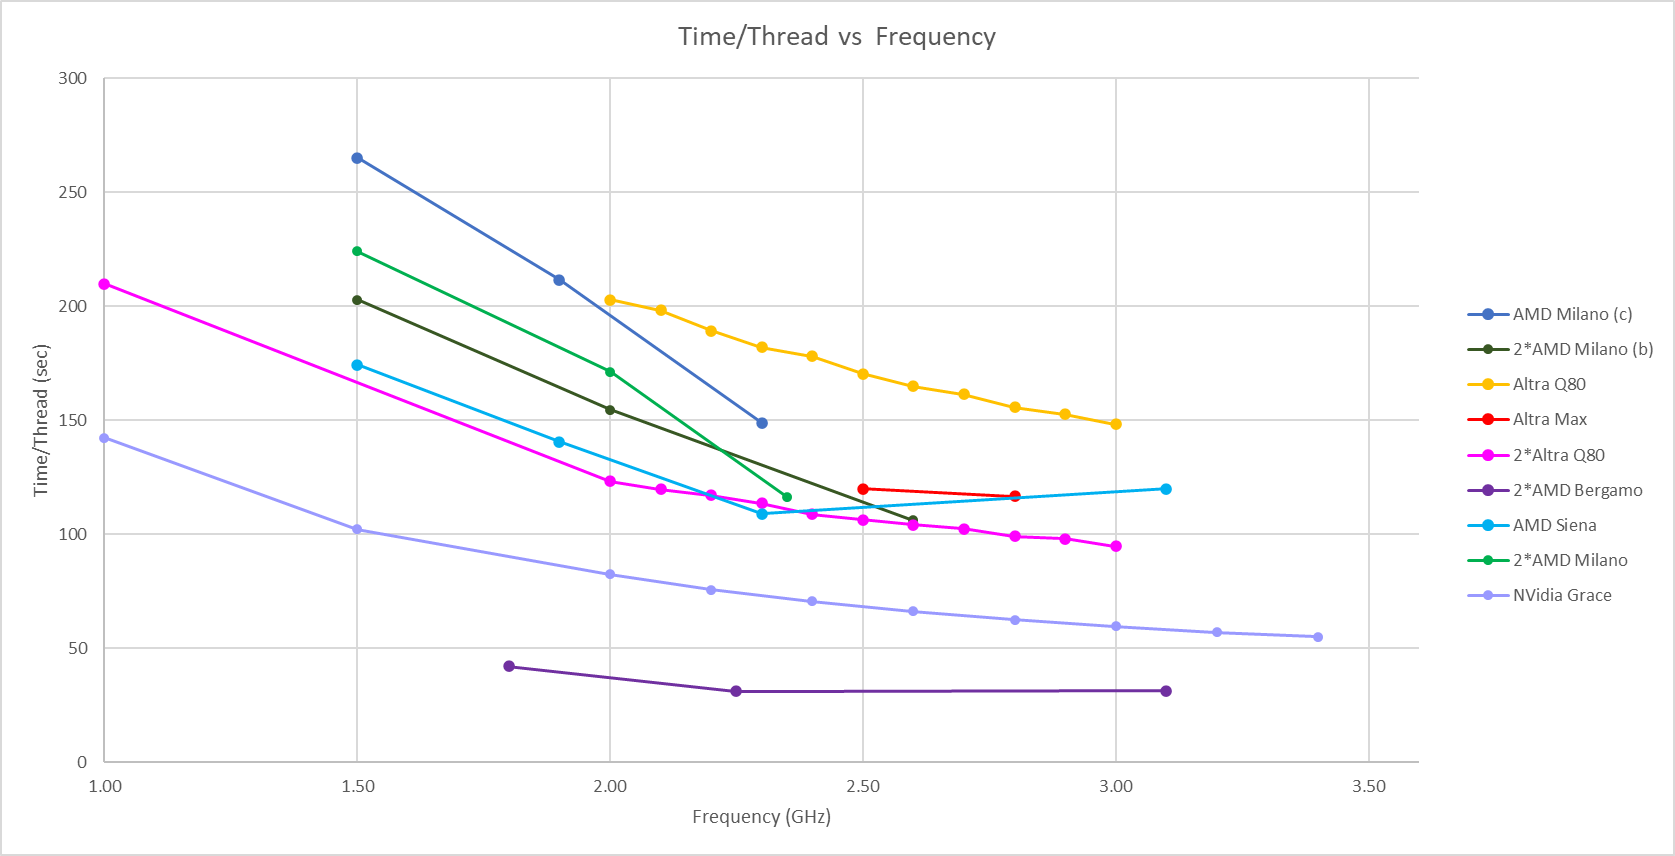 Time/Thread vs Frequency
300
250
200
150
100
50
0
Time/Thread (sec)
1.00 1.50 2.00 2.50 3.00 3.50
Frequency (GHz)
AMD Milano (c)
2*AMD Milano (b)
Altra Q80
Altra Max
2*Altra Q80
2*AMD Bergamo
AMD Siena
2*AMD Milano
NVidia Grace